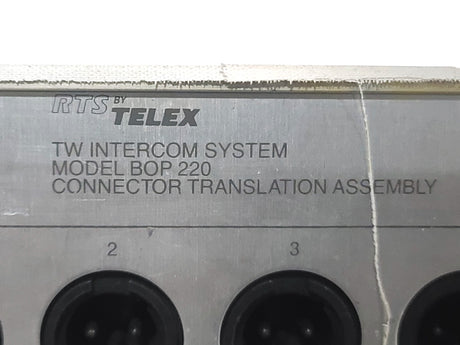 RTS BY TELEX
TW INTERCOM SYSTEM
MODEL BOP 220
CONNECTOR TRANSLATION ASSEMBLY
2 3